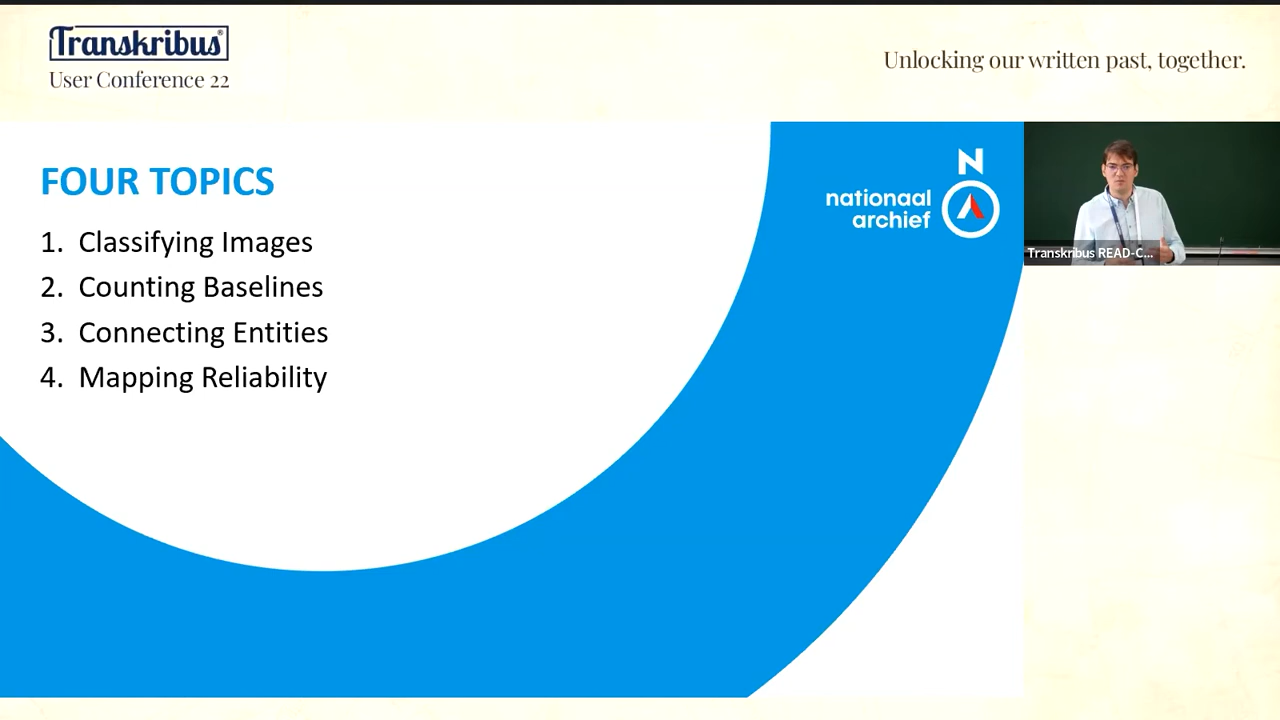 Transkribus®
User Conference 22
Unlocking our written past, together.
FOUR TOPICS
1. Classifying Images
2. Counting Baselines
3. Connecting Entities
4. Mapping Reliability
N
nationaal
archief
Transkribus READ-C...